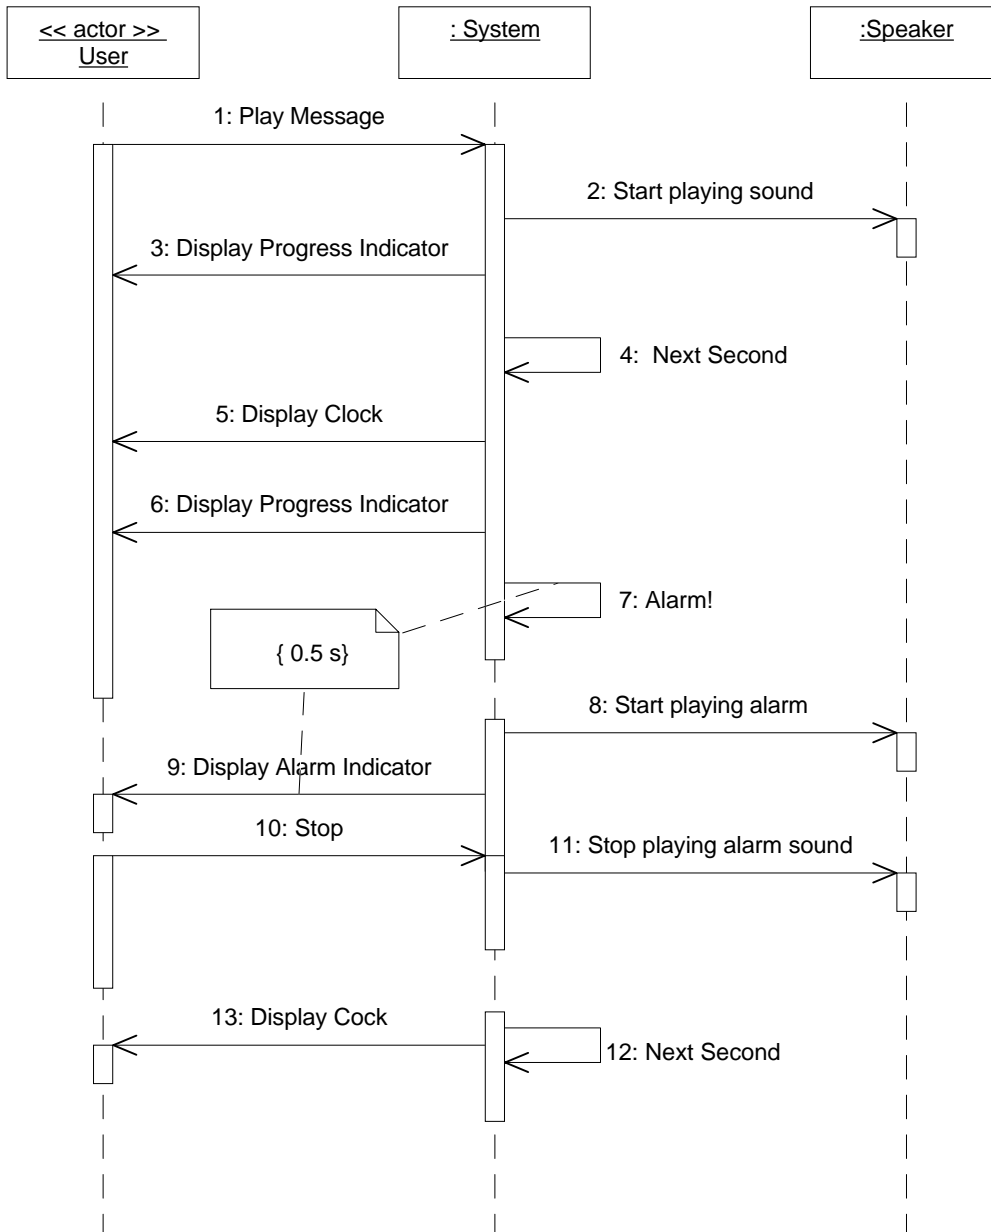 << actor >>
User
: System
:Speaker
1: Play Message
2: Start playing sound
3: Display Progress Indicator
4: Next Second
5: Display Clock
6: Display Progress Indicator
7: Alarm!
{ 0.5 s}
8: Start playing alarm
9: Display Alarm Indicator
10: Stop
11: Stop playing alarm sound
13: Display Cock
12: Next Second